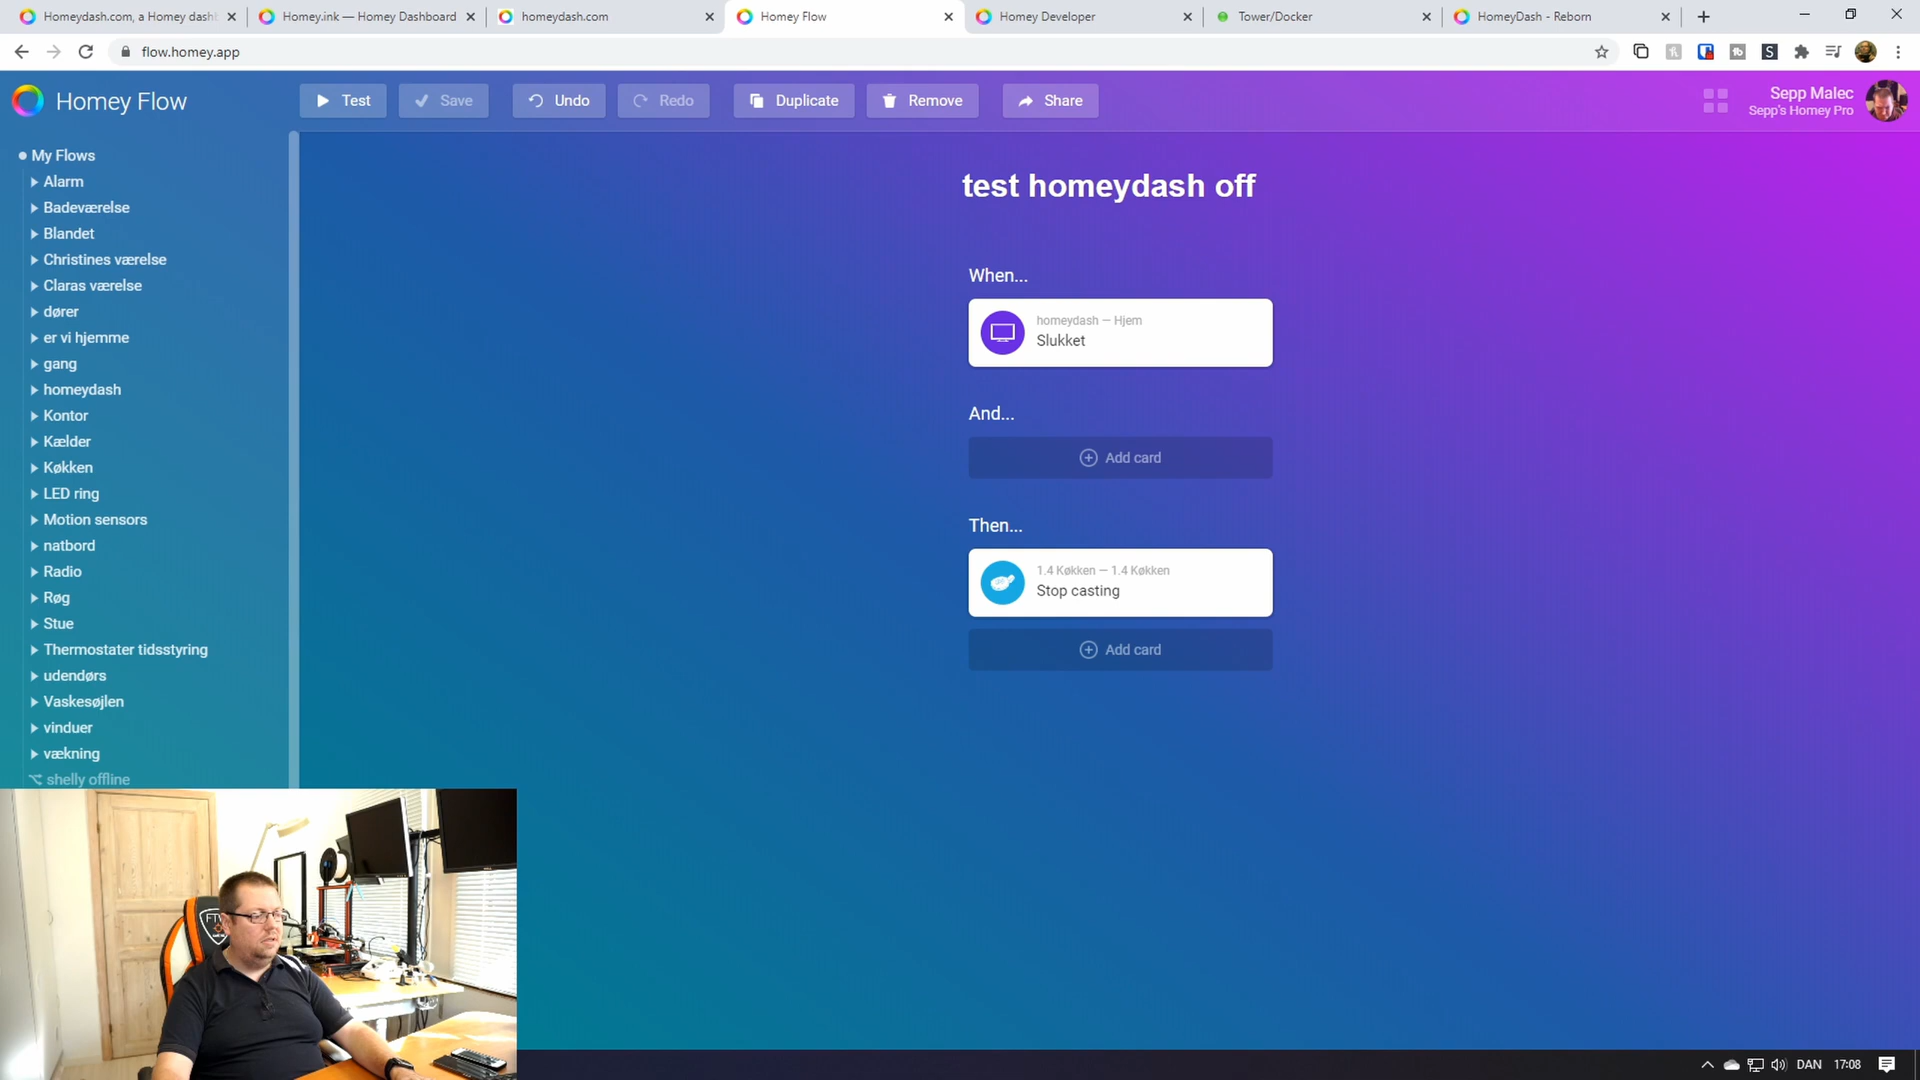 Homeydash.com, a Homey dash
Homey.ink — Homey Dashboard
homeydash.com
Homey Flow
Homey Developer
Tower/Docker
HomeyDash - Reborn
flow.homey.app
Homey Flow
Test
Save
Undo
Redo
Duplicate
Remove
Share
Sepp Malec
Sepp's Homey Pro
My Flows
Alarm
Badeværelse
Blandet
Christines værelse
Claras værelse
dører
er vi hjemme
gang
homeydash
Kontor
Kælder
Køkken
LED ring
Motion sensors
natbord
Radio
Røg
Stue
Thermostater tidsstyring
udendørs
Vaskesøjlen
vinduer
vækning
shelly offline
test homeydash off
When...
homeydash — Hjem
Slukket
And...
Add card
Then...
1.4 Køkken — 1.4 Køkken
Stop casting
Add card
DAN
17:08